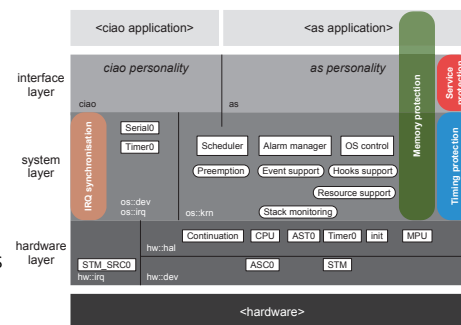 <ciao application>
<as application>
interface
layer
ciao personality
as personality
ciao
as
Memory protection
Service
protection
system
layer
IRQ synchronisation
Serial0
Timer0
os::dev
os::irq
Scheduler
Alarm manager
OS control
Preemption
Event support
Hooks support
Resource support
Stack monitoring
os::krn
Timing protection
hardware
layer
Continuation
CPU
AST0
Timer0
init
MPU
hw::hal
STM_SRC0
hw::irq
ASC0
STM
hw::dev
s
<hardware>